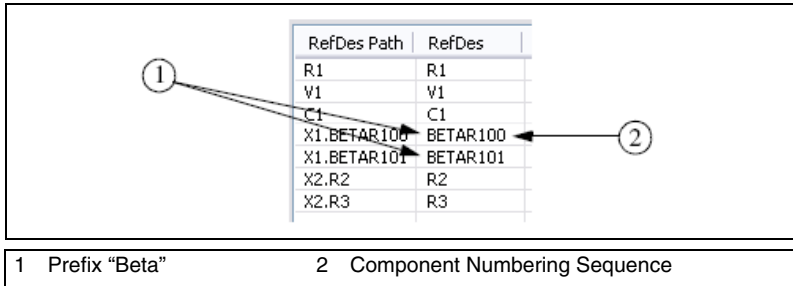 RefDes Path RefDes
R1 R1
V1 V1
C1 C1
X1.BETAR100 BETAR100
X1.BETAR101 BETAR101
X2.R2 R2
X2.R3 R3
1
2
1 Prefix “Beta” 2 Component Numbering Sequence